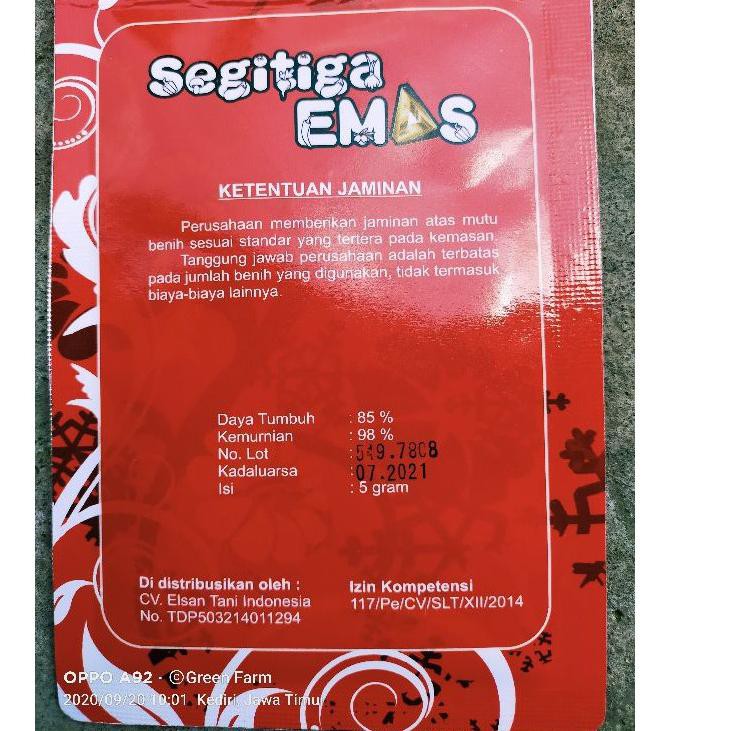 Segitiga
EMAS
KETENTUAN JAMINAN
Perusahaan memberikan jaminan atas mutu
benih sesuai standar yang tertera pada kemasan.
Tanggung jawab perusahaan adalah terbatas
pada jumlah benih yang digunakan, tidak termasuk
biaya-biaya lainnya.
Daya Tumbuh : 85 %
Kemurnian : 98 %
No. Lot :
Kadaluarsa : 07.2021
Isi : 5 gram
Di distribusikan oleh :
CV. Elsan Tani Indonesia
No. TDP503214011294
Izin Kompetensi
117/Pe/CV/SLT/XII/2014
OPPO A92 · ©Green Farm
2020/09/20 10:01 Kediri, Jawa Timur